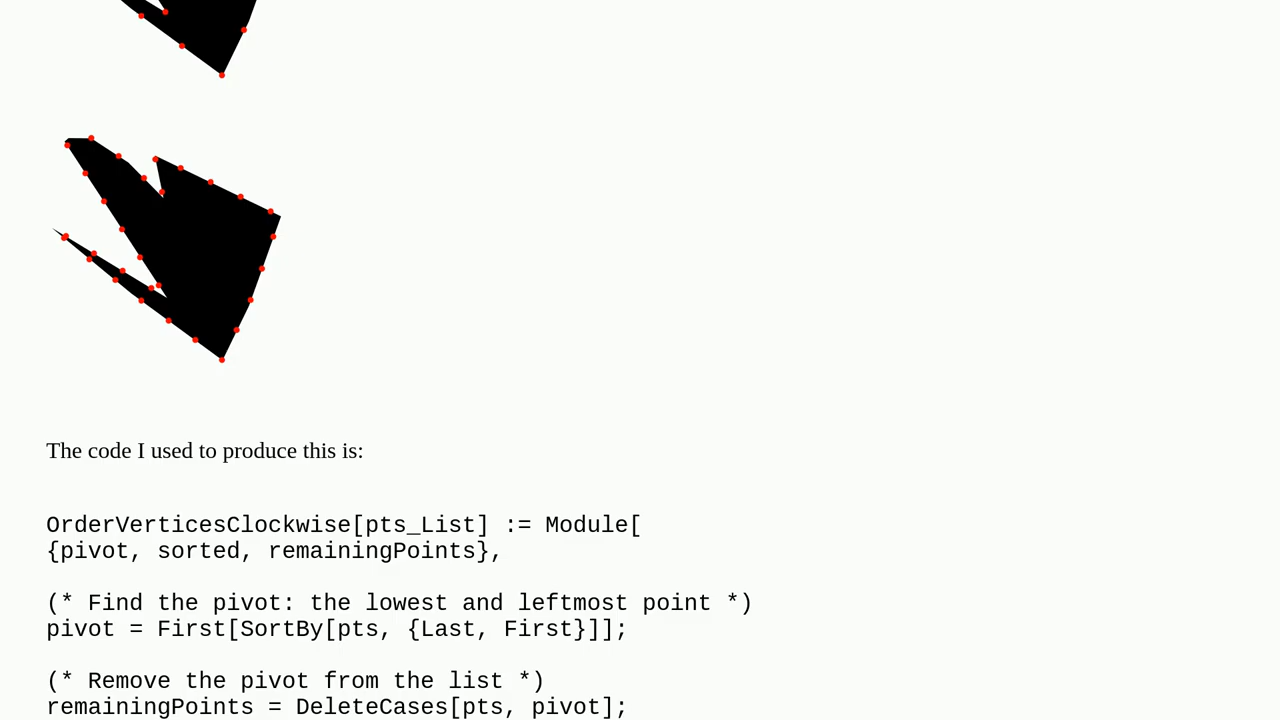 The code I used to produce this is:
OrderVerticesClockwise[pts_List] := Module[
{pivot, sorted, remainingPoints},
(* Find the pivot: the lowest and leftmost point *)
pivot = First[SortBy[pts, {Last, First}]];
(* Remove the pivot from the list *)
remainingPoints = DeleteCases[pts, pivot];